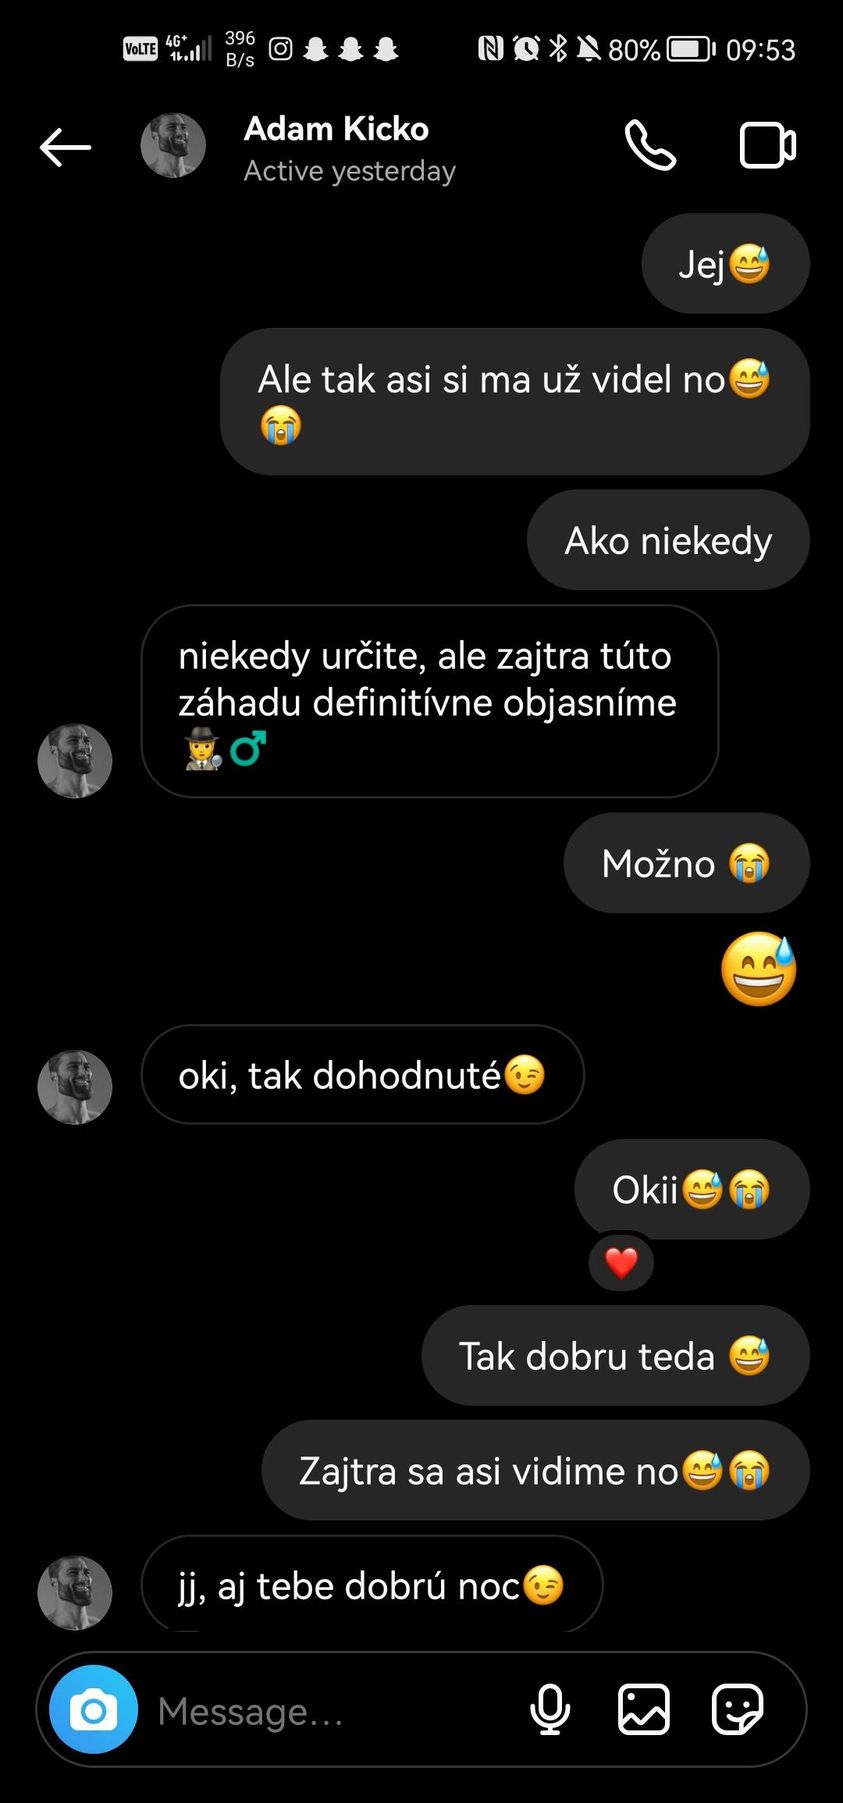 VoLTE 4G+ 396 B/s 80% 09:53
Adam Kicko
Active yesterday
Jej😅
Ale tak asi si ma už videl no😅
😭
Ako niekedy
niekedy určite, ale zajtra túto
záhadu definitívne objasníme
🕵️♂️
Možno 😭
😅
oki, tak dohodnuté😉
Okii😅😭
❤️
Tak dobru teda 😅
Zajtra sa asi vidime no😅😭
jj, aj tebe dobrú noc😉
Message...